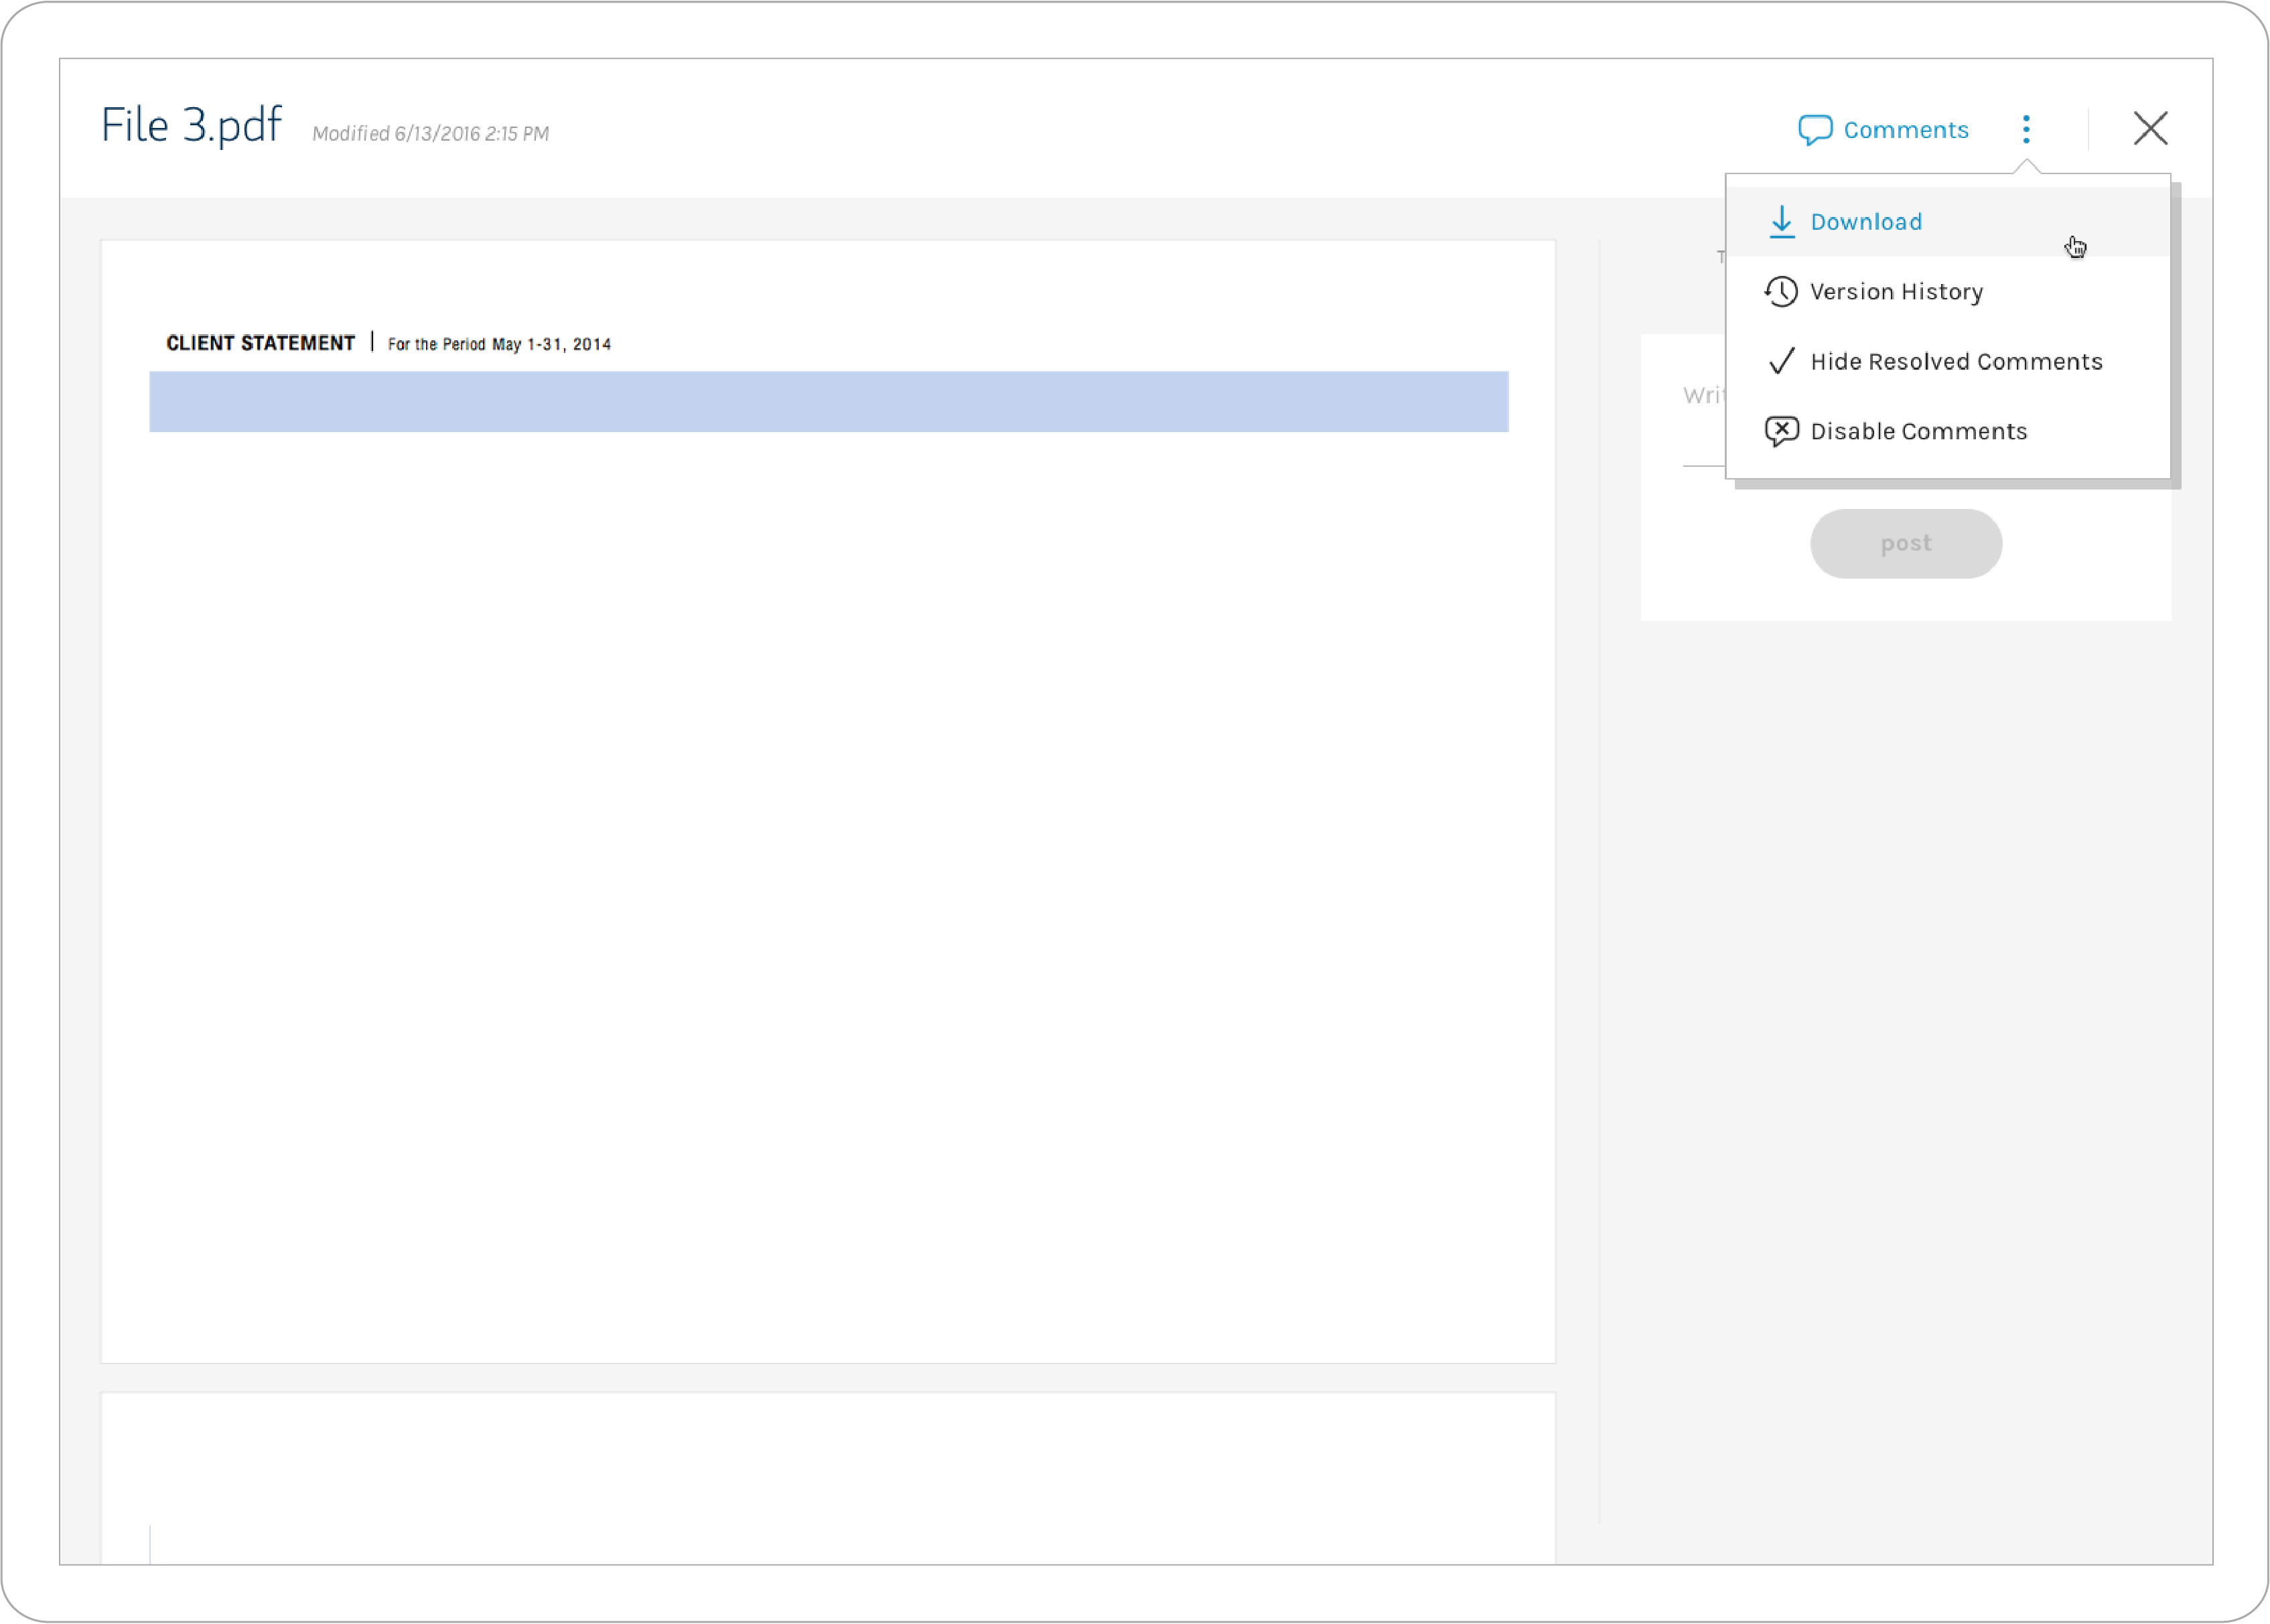 File 3.pdf Modified 6/13/2016 2:15 PM
Comments
Download
Version History
Hide Resolved Comments
Disable Comments
CLIENT STATEMENT | For the Period May 1-31, 2014
post